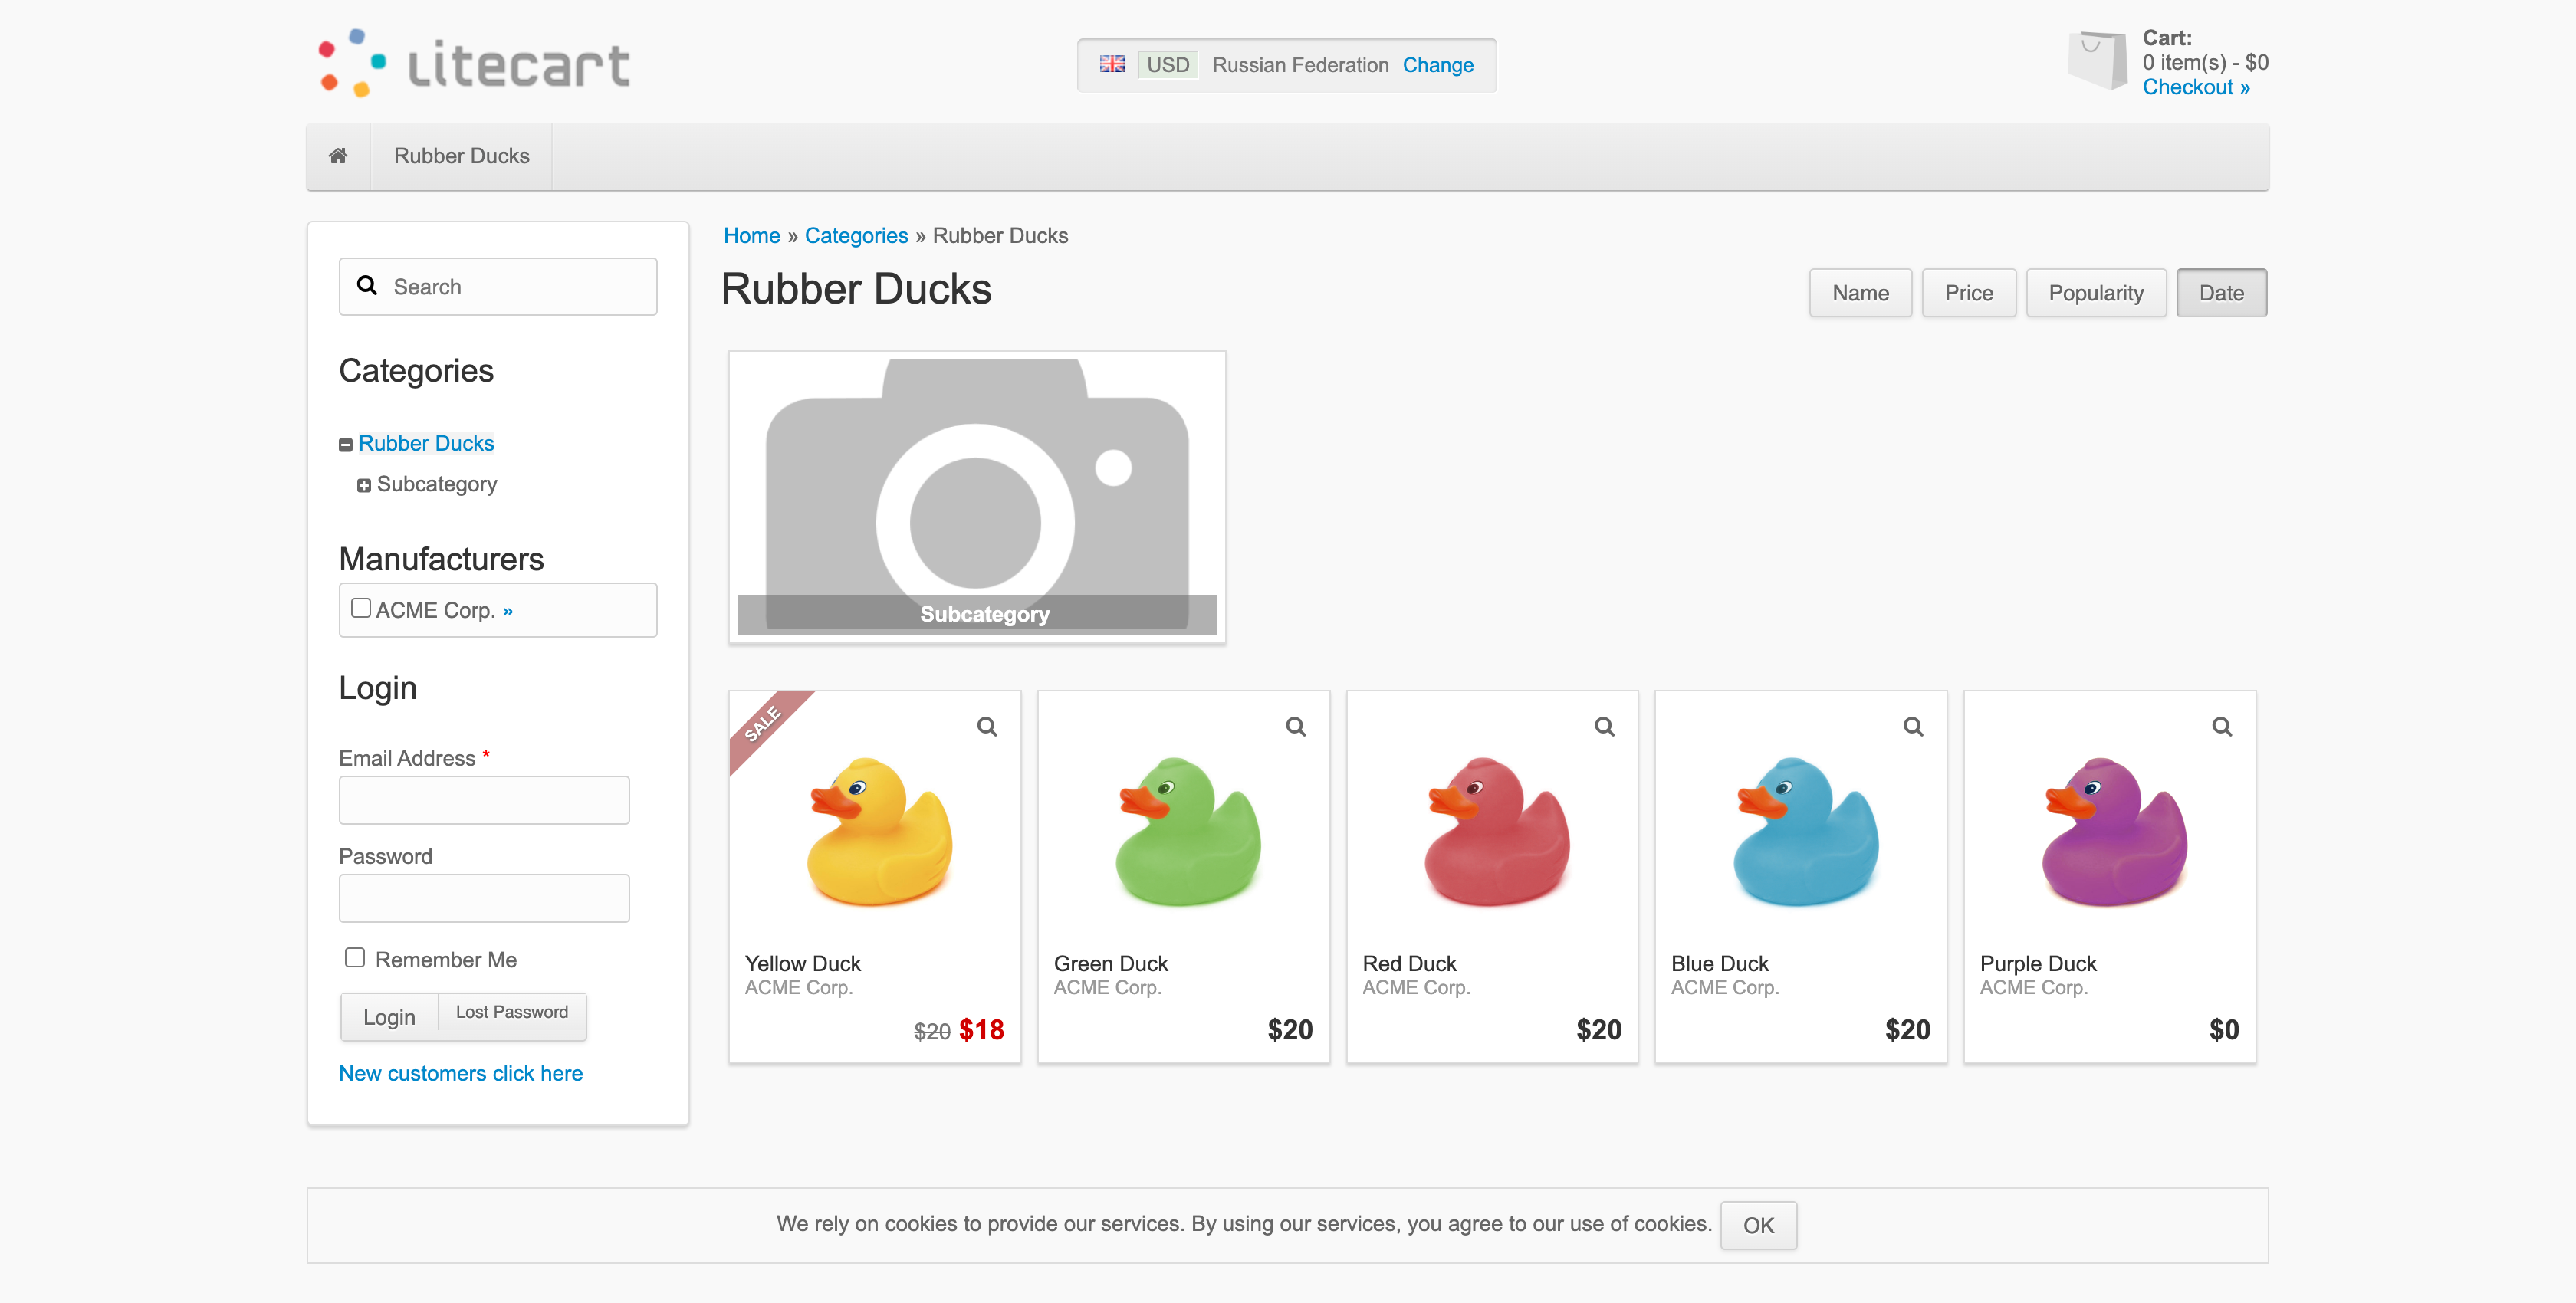 litecart
USD Russian Federation Change
Cart:
0 item(s) - $0
Checkout »
Rubber Ducks
Search
Categories
Rubber Ducks
Subcategory
Manufacturers
ACME Corp. »
Login
Email Address *
Password
Remember Me
Login Lost Password
New customers click here
Home » Categories » Rubber Ducks
Rubber Ducks
Name Price Popularity Date
Subcategory
SALE
Yellow Duck
ACME Corp.
$20 $18
Green Duck
ACME Corp.
$20
Red Duck
ACME Corp.
$20
Blue Duck
ACME Corp.
$20
Purple Duck
ACME Corp.
$0
We rely on cookies to provide our services. By using our services, you agree to our use of cookies. OK